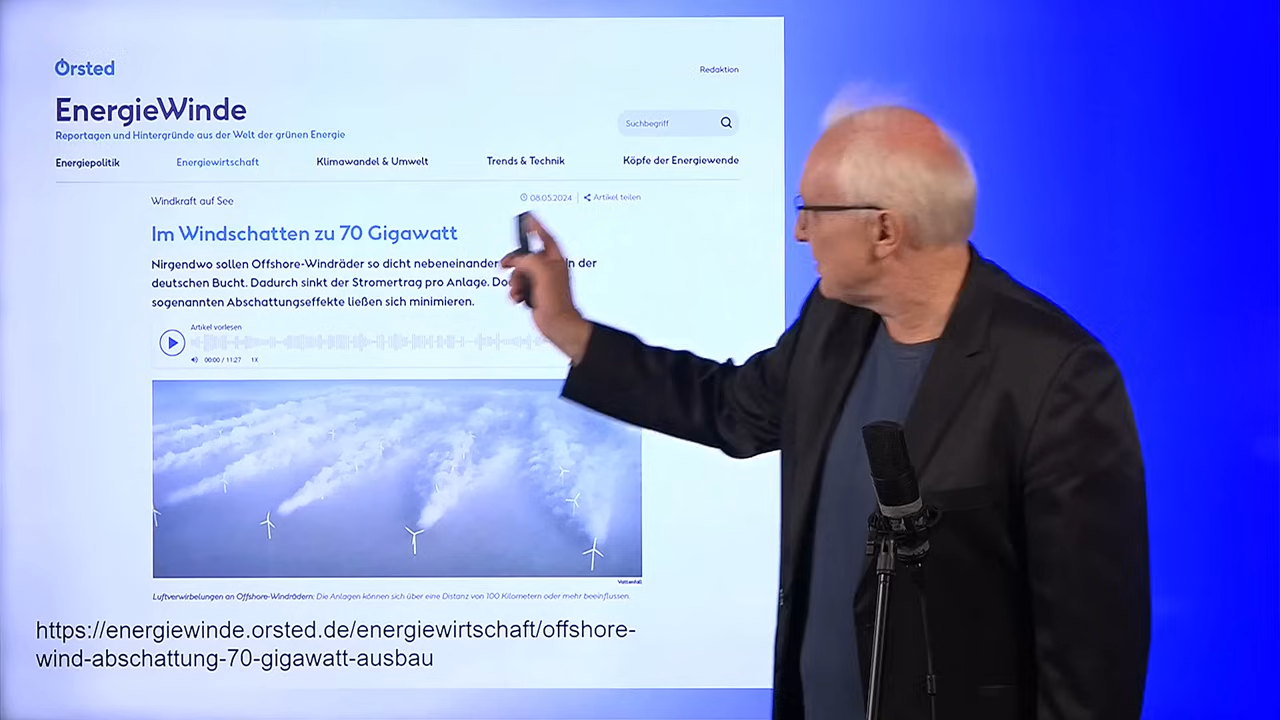 Ørsted
Redaktion
EnergieWinde
Reportagen und Hintergründe aus der Welt der grünen Energie
Suchbegriff
Energiepolitik Energiewirtschaft Klimawandel & Umwelt Trends & Technik Köpfe der Energiewende
Windkraft auf See 08.05.2024 Artikel teilen
Im Windschatten zu 70 Gigawatt
Nirgendwo sollen Offshore-Windräder so dicht nebeneinander der
deutschen Bucht. Dadurch sinkt der Stromertrag pro Anlage.
sogenannten Abschattungseffekte ließen sich minimieren.
Artikel vorlesen
00:00 / 11:27 1X
Vattenfall
Luftverwirbelungen an Offshore-Windrädern: Die Anlagen können sich über eine Distanz von 100 Kilometern oder mehr beeinflussen.
https://energiewinde.orsted.de/energiewirtschaft/offshore-
wind-abschattung-70-gigawatt-ausbau